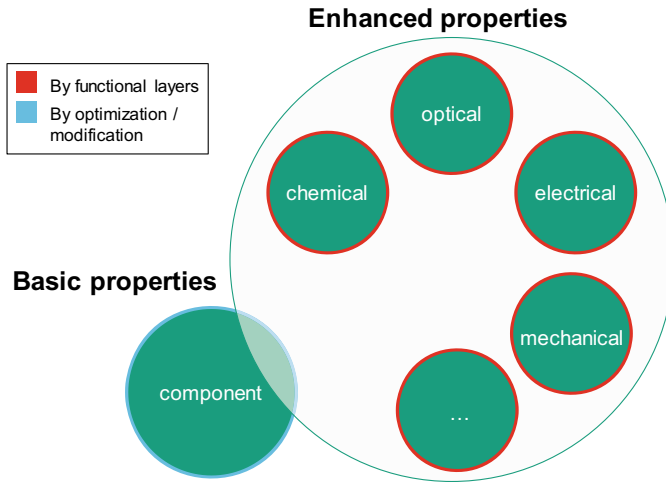 Enhanced properties
By functional layers
By optimization /
modification
optical
chemical
electrical
Basic properties
mechanical
component
...